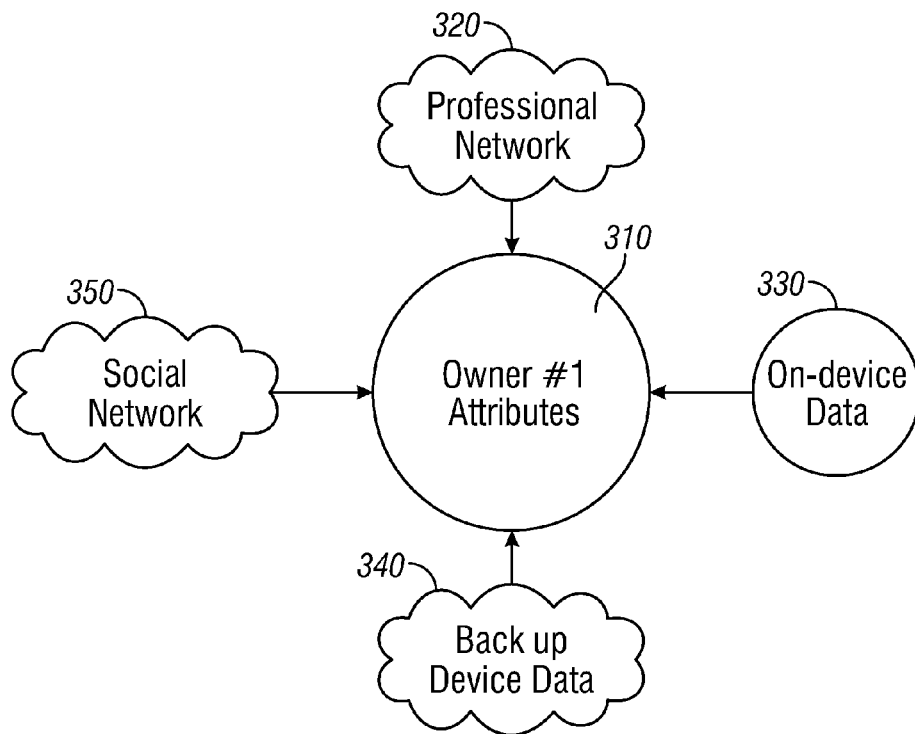 320
Professional
Network
310
350
330
Social
Network
Owner #1
Attributes
On-device
Data
340
Back up
Device Data